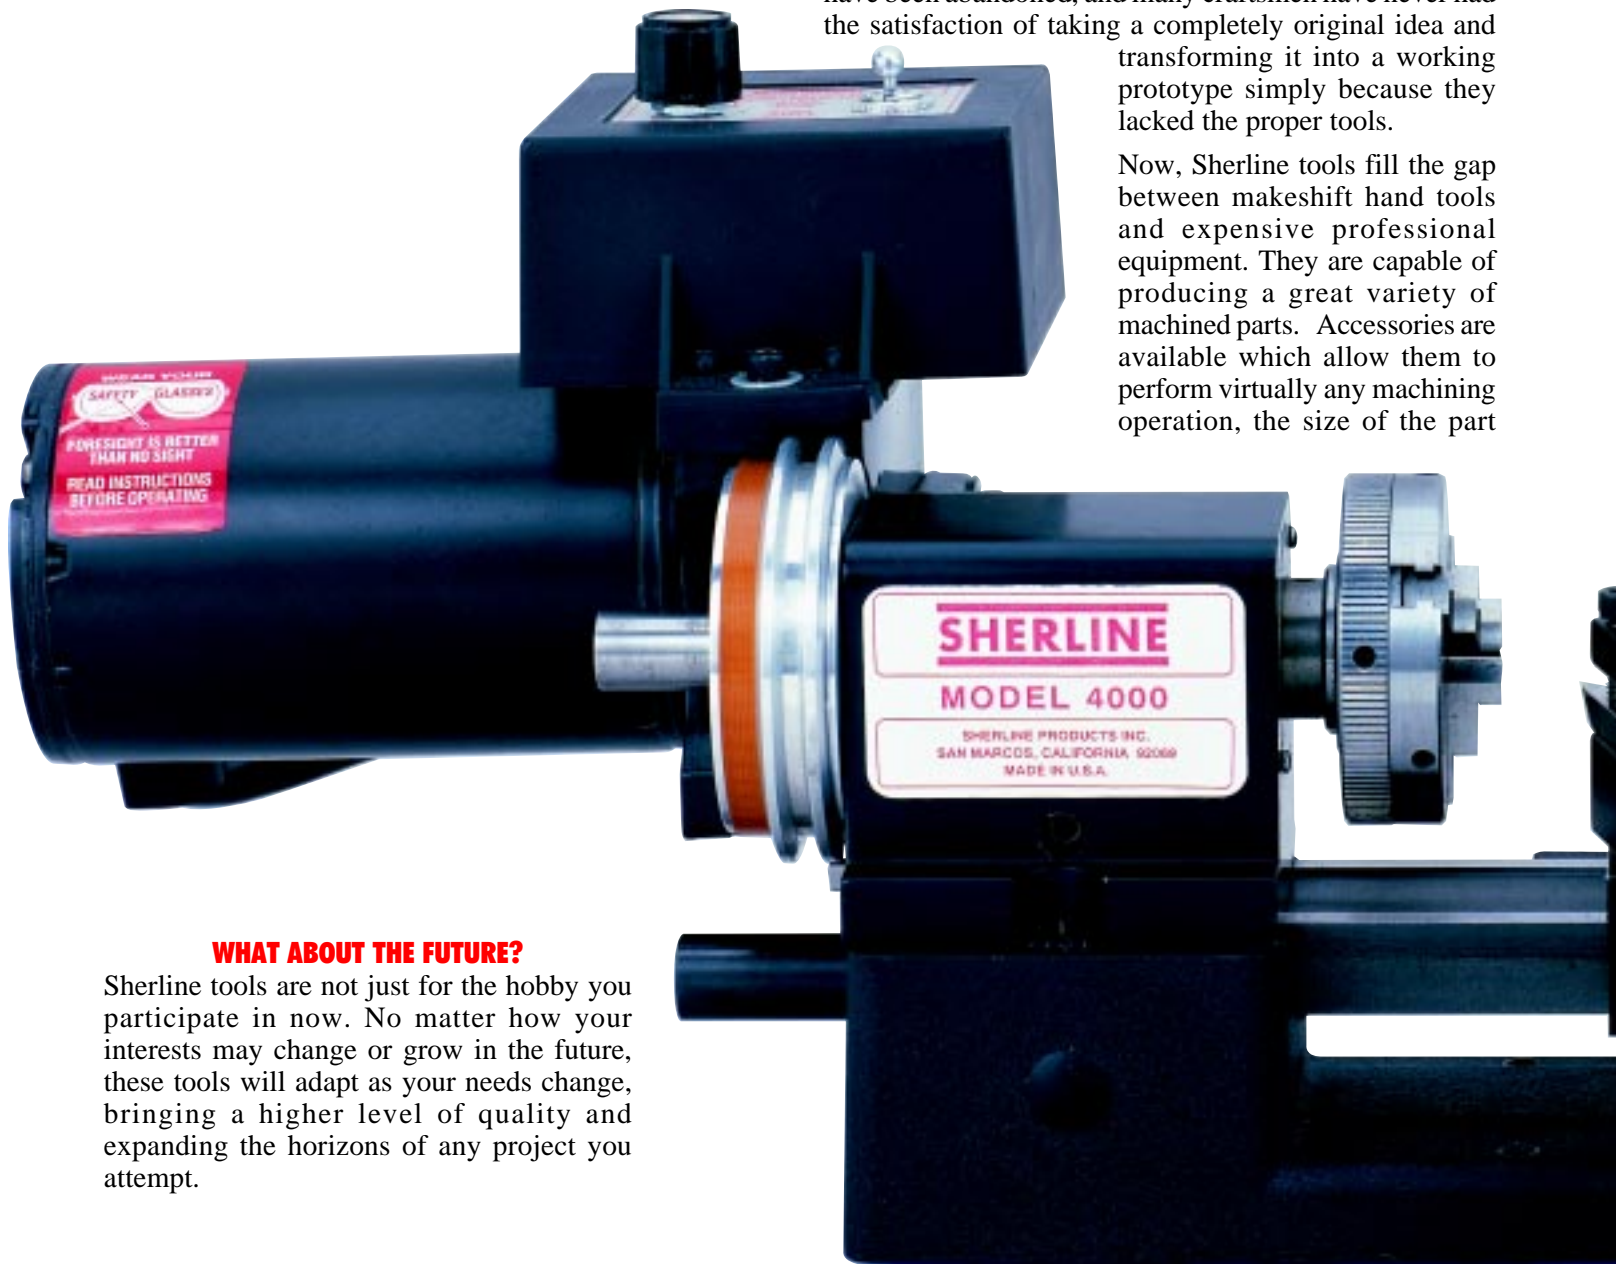 the satisfaction of taking a completely original idea and
transforming it into a working
prototype simply because they
lacked the proper tools.
Now, Sherline tools fill the gap
between makeshift hand tools
and expensive professional
equipment. They are capable of
producing a great variety of
machined parts. Accessories are
available which allow them to
perform virtually any machining
operation, the size of the part
WEAR YOUR
SAFETY GLASSES
FORESIGHT IS BETTER
THAN NO SIGHT
READ INSTRUCTIONS
BEFORE OPERATING
SHERLINE
MODEL 4000
SHERLINE PRODUCTS INC.
SAN MARCOS, CALIFORNIA 92069
MADE IN U.S.A.
WHAT ABOUT THE FUTURE?
Sherline tools are not just for the hobby you
participate in now. No matter how your
interests may change or grow in the future,
these tools will adapt as your needs change,
bringing a higher level of quality and
expanding the horizons of any project you
attempt.